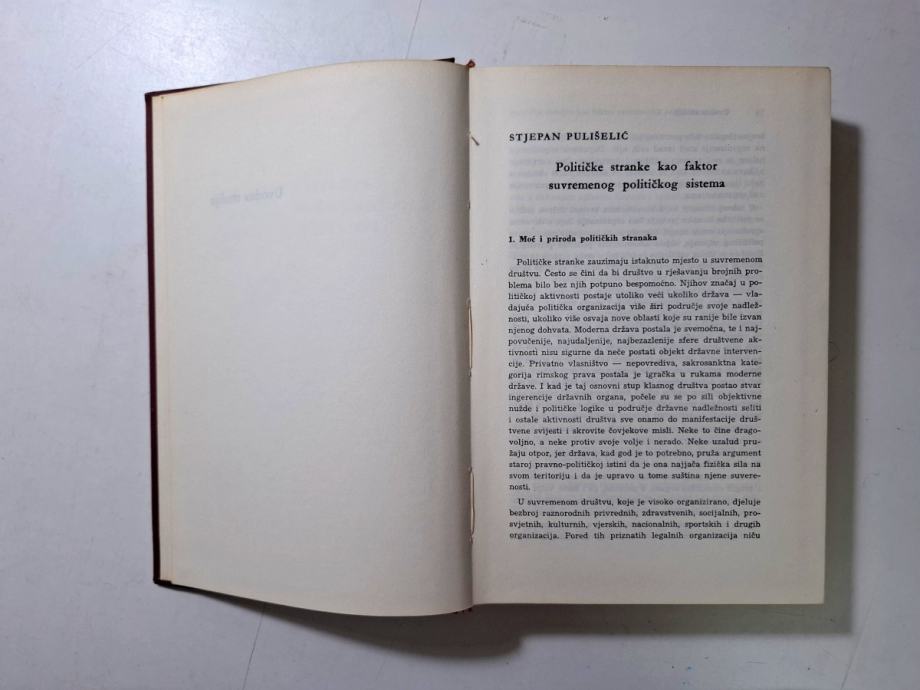 STJEPAN PULIŠELIĆ
Političke stranke kao faktor
suvremenog političkog sistema
1. Moć i priroda političkih stranaka
Političke stranke zauzimaju istaknuto mjesto u suvremenom
društvu. Često se čini da bi društvo u rješavanju brojnih pro-
blema bilo bez njih potpuno bespomoćno. Njihov značaj u po-
litičkoj aktivnosti postaje utoliko veći ukoliko država — vla-
dajuća politička organizacija više širi područje svoje nadlež-
nosti, ukoliko više osvaja nove oblasti koje su ranije bile izvan
njenog dohvata. Moderna država postala je svemoćna, te i naj-
povučenije, najudaljenije, najbezazlenije sfere društvene ak-
tivnosti nisu sigurne da neće postati objekt državne interven-
cije. Privatno vlasništvo — nepovrediva, sakrosanktna kate-
gorija rimskog prava postala je igračka u rukama moderne
države. I kad je taj osnovni stup klasnog društva postao stvar
ingerencije državnih organa, počele su se po sili objektivne
nužde i političke logike u područje državne nadležnosti seliti
i ostale aktivnosti društva sve onamo do manifestacije druš-
tvene svijesti i skrovite čovjekove misli. Neke to čine drago-
voljno, a neke protiv svoje volje i nerado. Neke uzalud pru-
žaju otpor, jer država, kad god je to potrebno, pruža argument
staroj pravno-političkoj istini da je ona najjača fizička sila na
svom teritoriju i da je upravo u tome suština njene suvere-
nosti.
U suvremenom društvu, koje je visoko organizirano, djeluje
bezbroj raznorodnih privrednih, zdravstvenih, socijalnih, pro-
svjetnih, kulturnih, vjerskih, nacionalnih, sportskih i drugih
organizacija. Pored tih priznatih legalnih organizacija niču